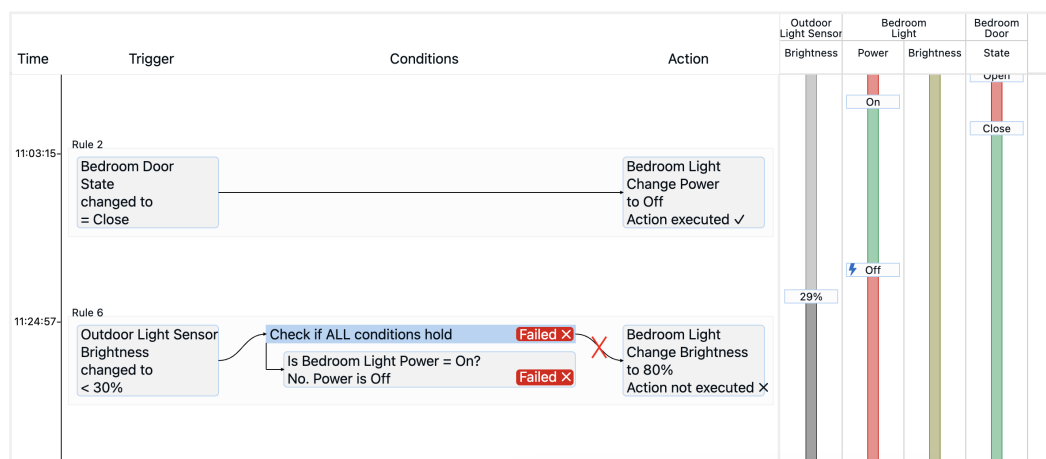 Outdoor
Light Sensor
Bedroom
Light
Bedroom
Door
Time
Trigger
Conditions
Action
Brightness
Power
Brightness
State
Open
On
Close
11:03:15
Rule 2
Bedroom Door
State
changed to
= Close
Bedroom Light
Change Power
to Off
Action executed ✓
Off
29%
11:24:57
Rule 6
Outdoor Light Sensor
Brightness
changed to
< 30%
Check if ALL conditions hold
Failed ✕
Is Bedroom Light Power = On?
No. Power is Off
Failed ✕
Bedroom Light
Change Brightness
to 80%
Action not executed ✕